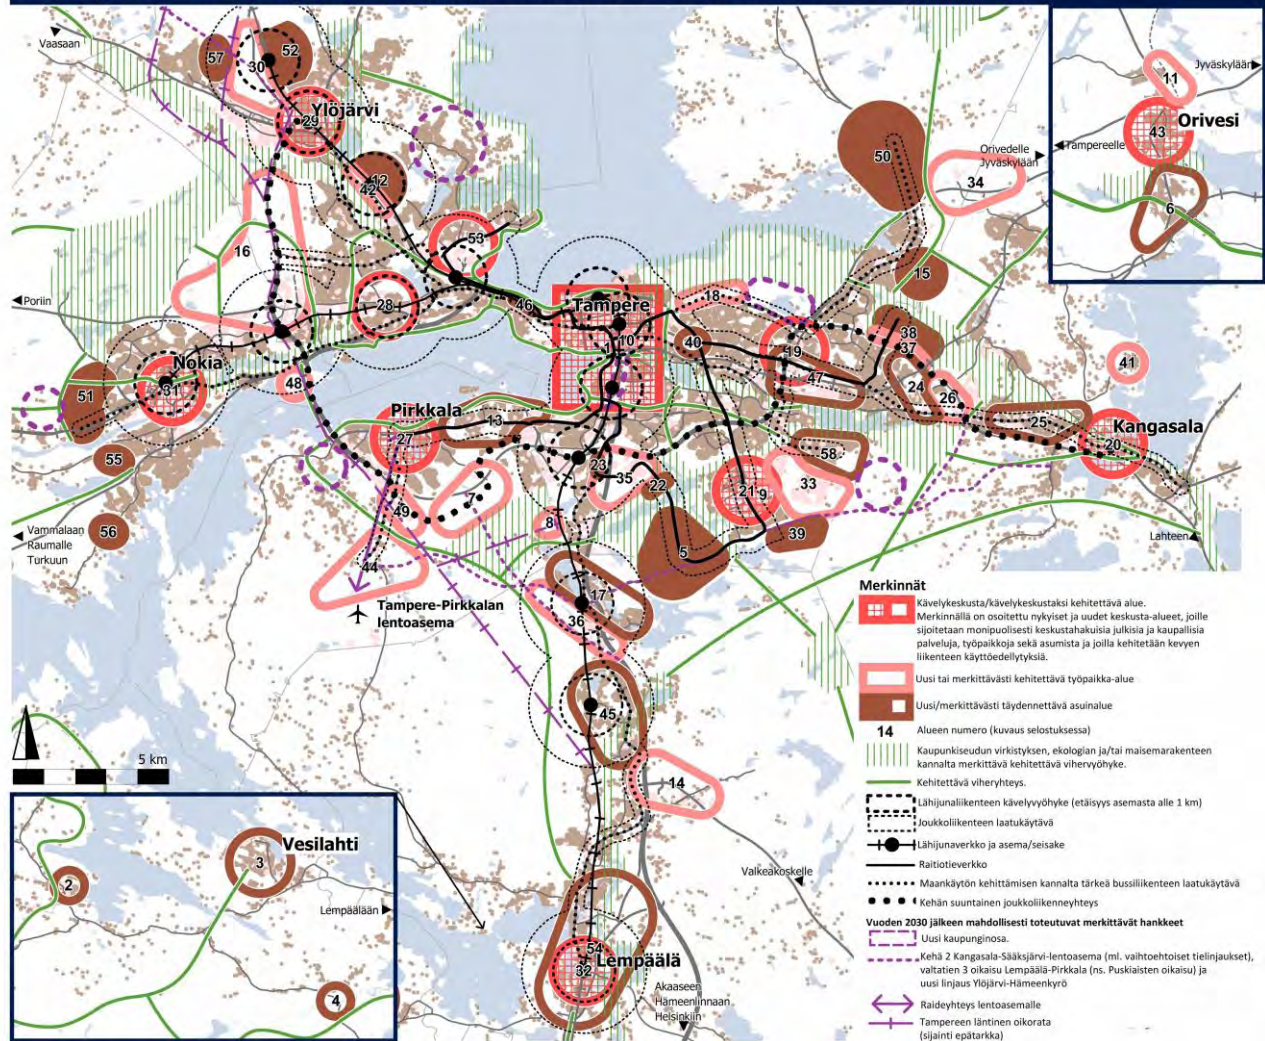 Vaasaan
57
52
30
Ylöjärvi
29
12
42
53
16
28
46
Poriin
Nokia
31
51
48
55
56
Vammalaan
Raumalle
Turkuun
Tampere
10
1
18
40
19
47
38
37
24
26
25
Kangasala
20
41
50
34
15
Orivedelle
Jyväskylään
11
Jyväskylään
Orivesi
43
Tampereelle
6
Pirkkala
27
13
7
49
44
8
23
35
22
21
9
33
58
39
5
Lahteen
Tampere-Pirkkalan
lentoasema
17
36
45
14
Valkeakoskelle
54
32
Lempäälä
Akaaseen
Hämeenlinnaan
Helsinkiin
5 km
Vesilahti
2
3
4
Lempäälään
Merkinnät
Kävelykeskusta/kävelykeskustaksi kehitettävä alue.
Merkinnällä on osoitettu nykyiset ja uudet keskusta-alueet, joille
sijoitetaan monipuolisesti keskustahakuisia julkisia ja kaupallisia
palveluja, työpaikkoja sekä asumista ja joilla kehitetään kevyen
liikenteen käyttöedellytyksiä.
Uusi tai merkittävästi kehitettävä työpaikka-alue
Uusi/merkittävästi täydennettävä asuinalue
14 Alueen numero (kuvaus selostuksessa)
Kaupunkiseudun virkistyksen, ekologian ja/tai maisemarakenteen
kannalta merkittävä kehitettävä vihervyöhyke.
Kehitettävä viheryhteys.
Lähijunaliikenteen kävelyvyöhyke (etäisyys asemasta alle 1 km)
Joukkoliikenteen laatukäytävä
Lähijunaverkko ja asema/seisake
Raitiotieverkko
Maankäytön kehittämisen kannalta tärkeä bussiliikenteen laatukäytävä
Kehän suuntainen joukkoliikenneyhteys
Vuoden 2030 jälkeen mahdollisesti toteutuvat merkittävät hankkeet
Uusi kaupunginosa.
Kehä 2 Kangasala-Sääksjärvi-lentoasema (ml. vaihtoehtoiset tielinjaukset),
valtatien 3 oikaisu Lempäälä-Pirkkala (ns. Puskiaisten oikaisu) ja
uusi linjaus Ylöjärvi-Hämeenkyrö
Raideyhteys lentoasemalle
Tampereen läntinen oikorata
(sijainti epätarkka)